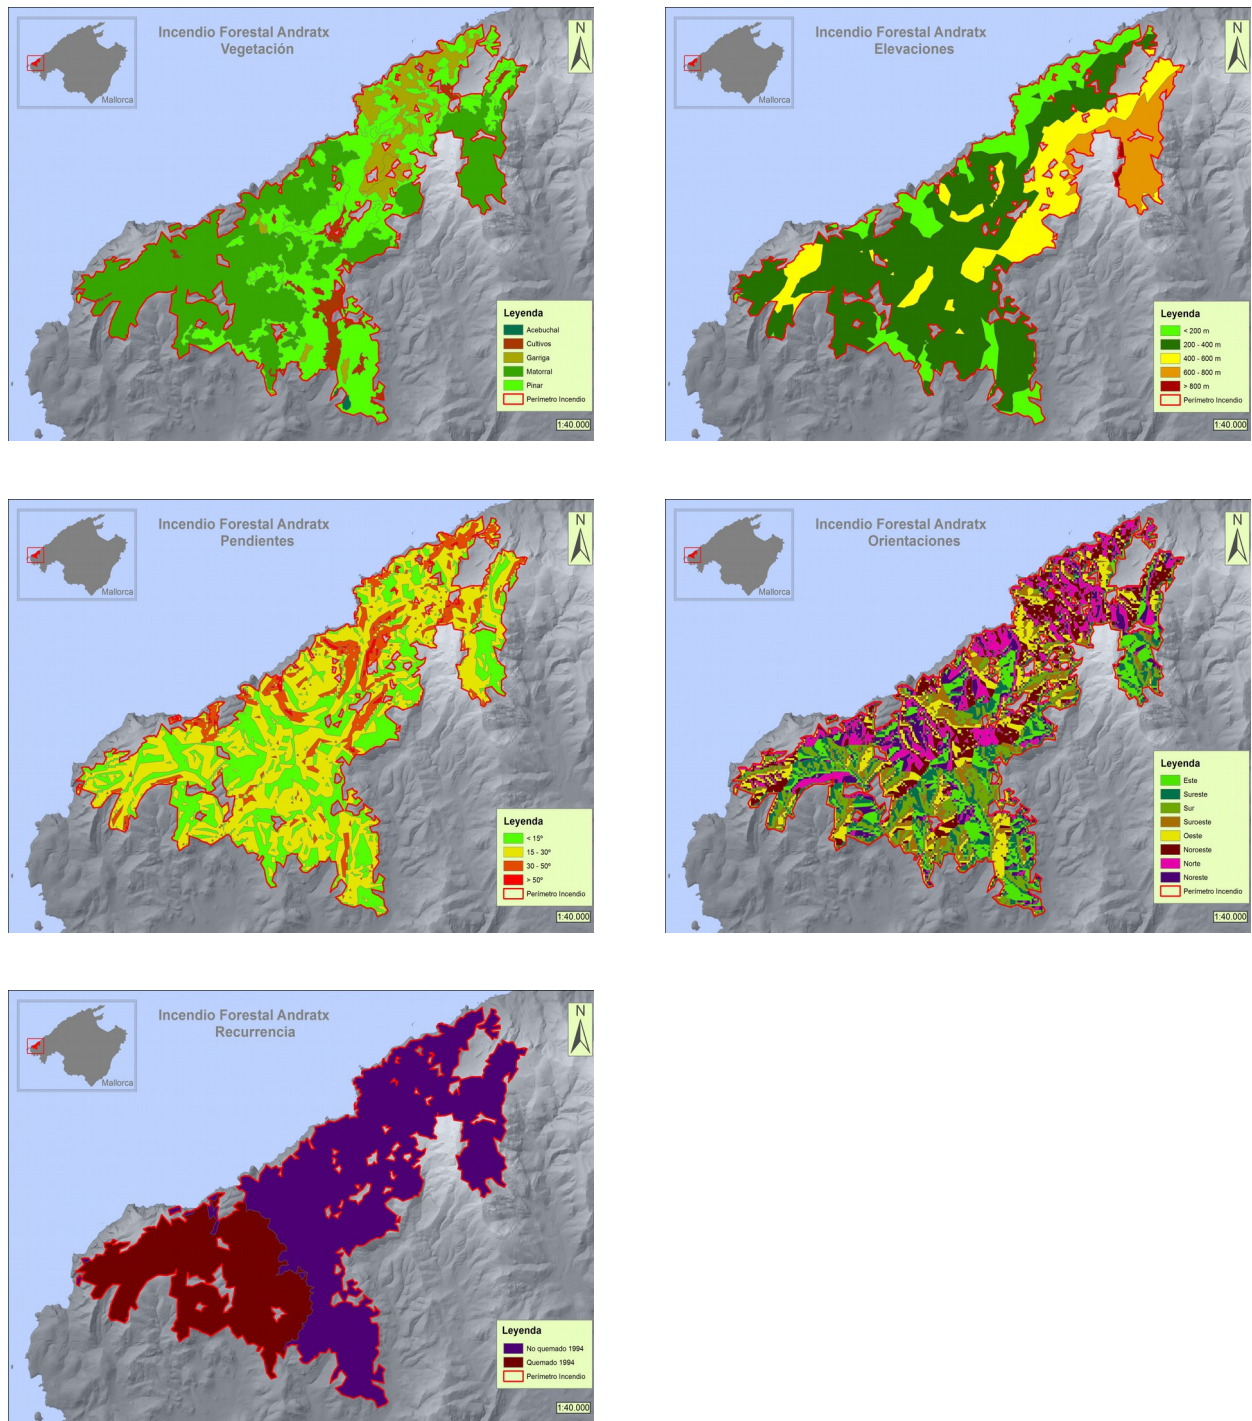 Incendio Forestal Andratx
Vegetación
Mallorca
N
Leyenda
Acebuchal
Cultivos
Garriga
Matorral
Pinar
Perímetro Incendio
1:40.000
Incendio Forestal Andratx
Elevaciones
Mallorca
N
Leyenda
< 200 m
200 - 400 m
400 - 600 m
600 - 800 m
> 800 m
Perímetro Incendio
1:40.000
Incendio Forestal Andratx
Pendientes
Mallorca
N
Leyenda
< 15º
15 - 30º
30 - 50º
> 50º
Perímetro Incendio
1:40.000
Incendio Forestal Andratx
Orientaciones
Mallorca
N
Leyenda
Este
Sureste
Sur
Suroeste
Oeste
Noroeste
Norte
Noreste
Perímetro Incendio
1:40.000
Incendio Forestal Andratx
Recurrencia
Mallorca
N
Leyenda
No quemado 1994
Quemado 1994
Perímetro Incendio
1:40.000